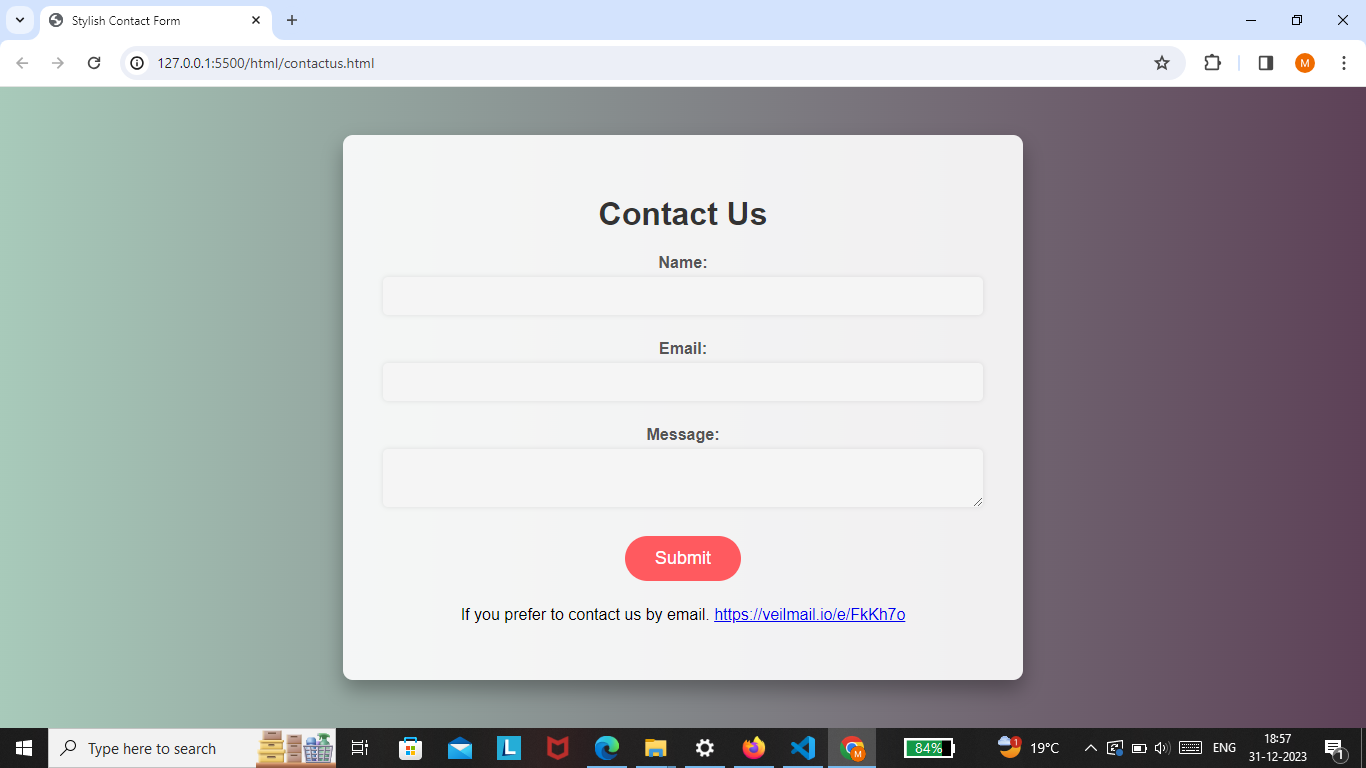 Stylish Contact Form
127.0.0.1:5500/html/contactus.html
M
Contact Us
Name:
Email:
Message:
Submit
If you prefer to contact us by email. https://veilmail.io/e/FkKh7o
Type here to search
L
M
84%
1
19°C
ENG
18:57
31-12-2023
1